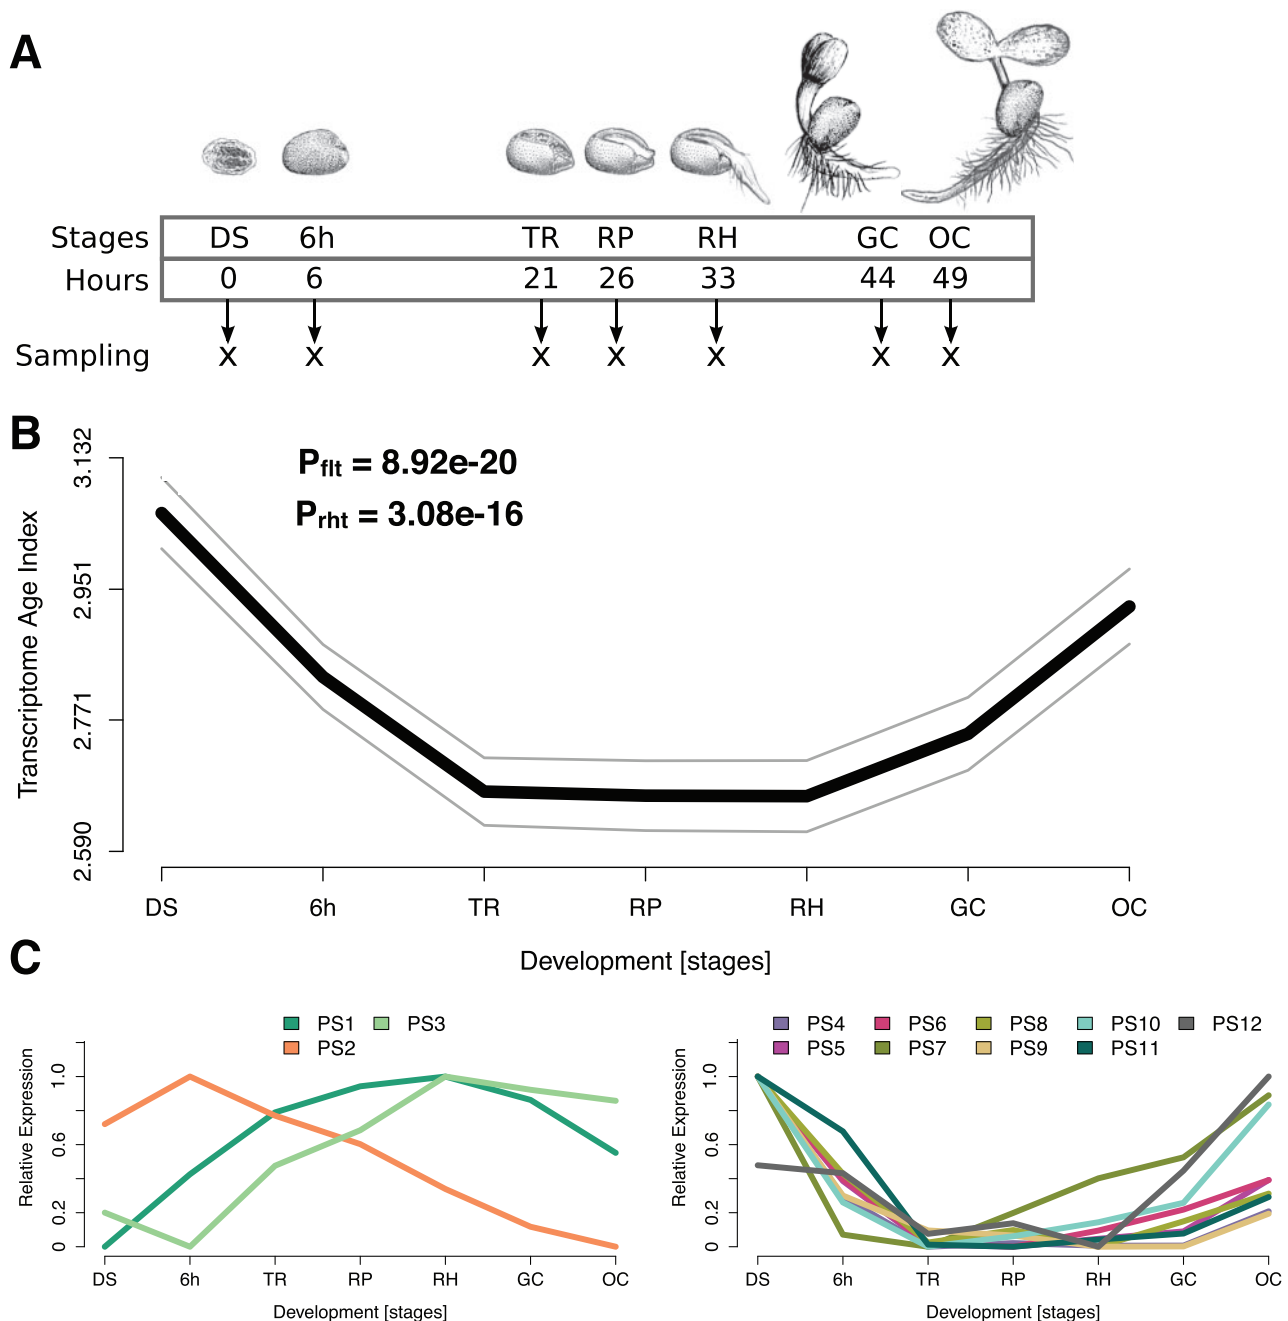 A
Stages DS 6h TR RP RH GC OC
Hours 0 6 21 26 33 44 49
Sampling x x x x x x x
B
Pflt = 8.92e-20
Prht = 3.08e-16
Transcriptome Age Index
3.132
2.951
2.771
2.590
DS 6h TR RP RH GC OC
Development [stages]
C
PS1 PS3
PS2
Relative Expression
1.0
0.6
0.2
0
DS 6h TR RP RH GC OC
Development [stages]
PS4 PS6 PS8 PS10 PS12
PS5 PS7 PS9 PS11
Relative Expression
1.0
0.6
0.2
0
DS 6h TR RP RH GC OC
Development [stages]